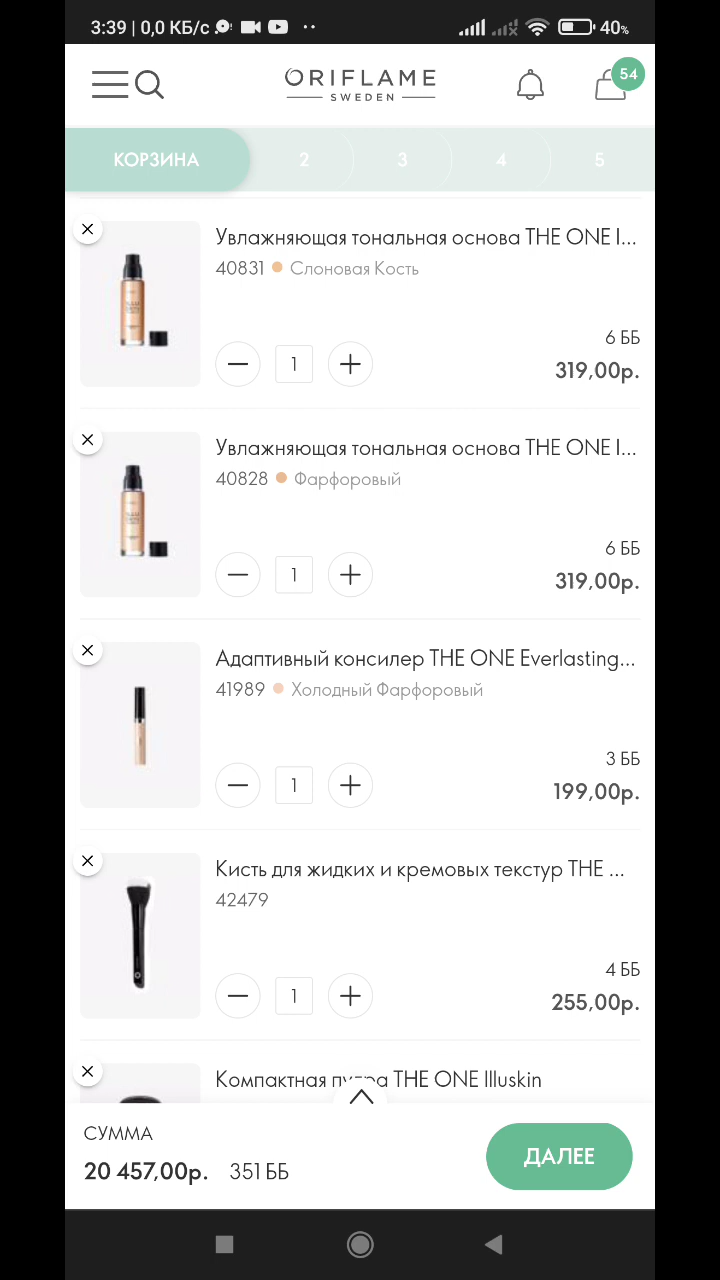 3:39 | 0,0 КБ/с
40%
ORIFLAME
SWEDEN
54
КОРЗИНА 2 3 4 5
Увлажняющая тональная основа THE ONE I...
40831 Слоновая Кость
6 ББ
1
319,00р.
Увлажняющая тональная основа THE ONE I...
40828 Фарфоровый
6 ББ
1
319,00р.
Адаптивный консилер THE ONE Everlasting...
41989 Холодный Фарфоровый
3 ББ
1
199,00р.
Кисть для жидких и кремовых текстур THE ...
42479
4 ББ
1
255,00р.
Компактная пудра THE ONE Illuskin
СУММА
20 457,00р. 351 ББ
ДАЛЕЕ